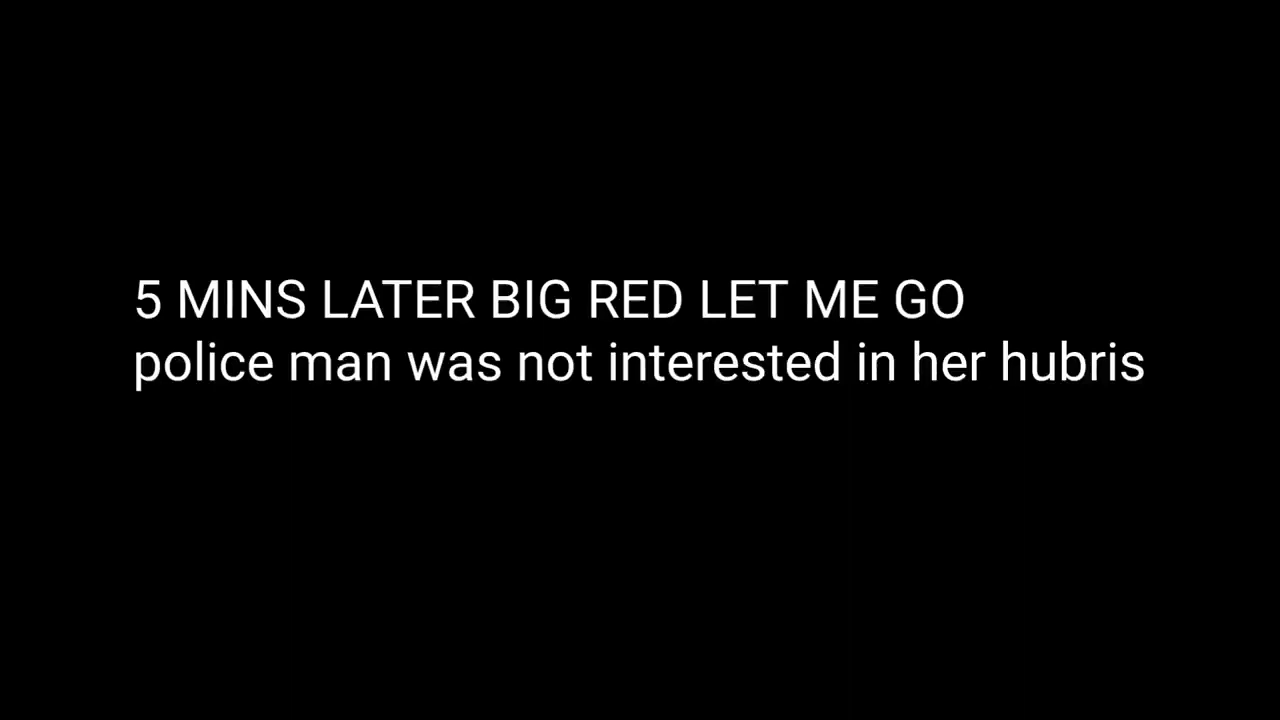 5 MINS LATER BIG RED LET ME GO
police man was not interested in her hubris